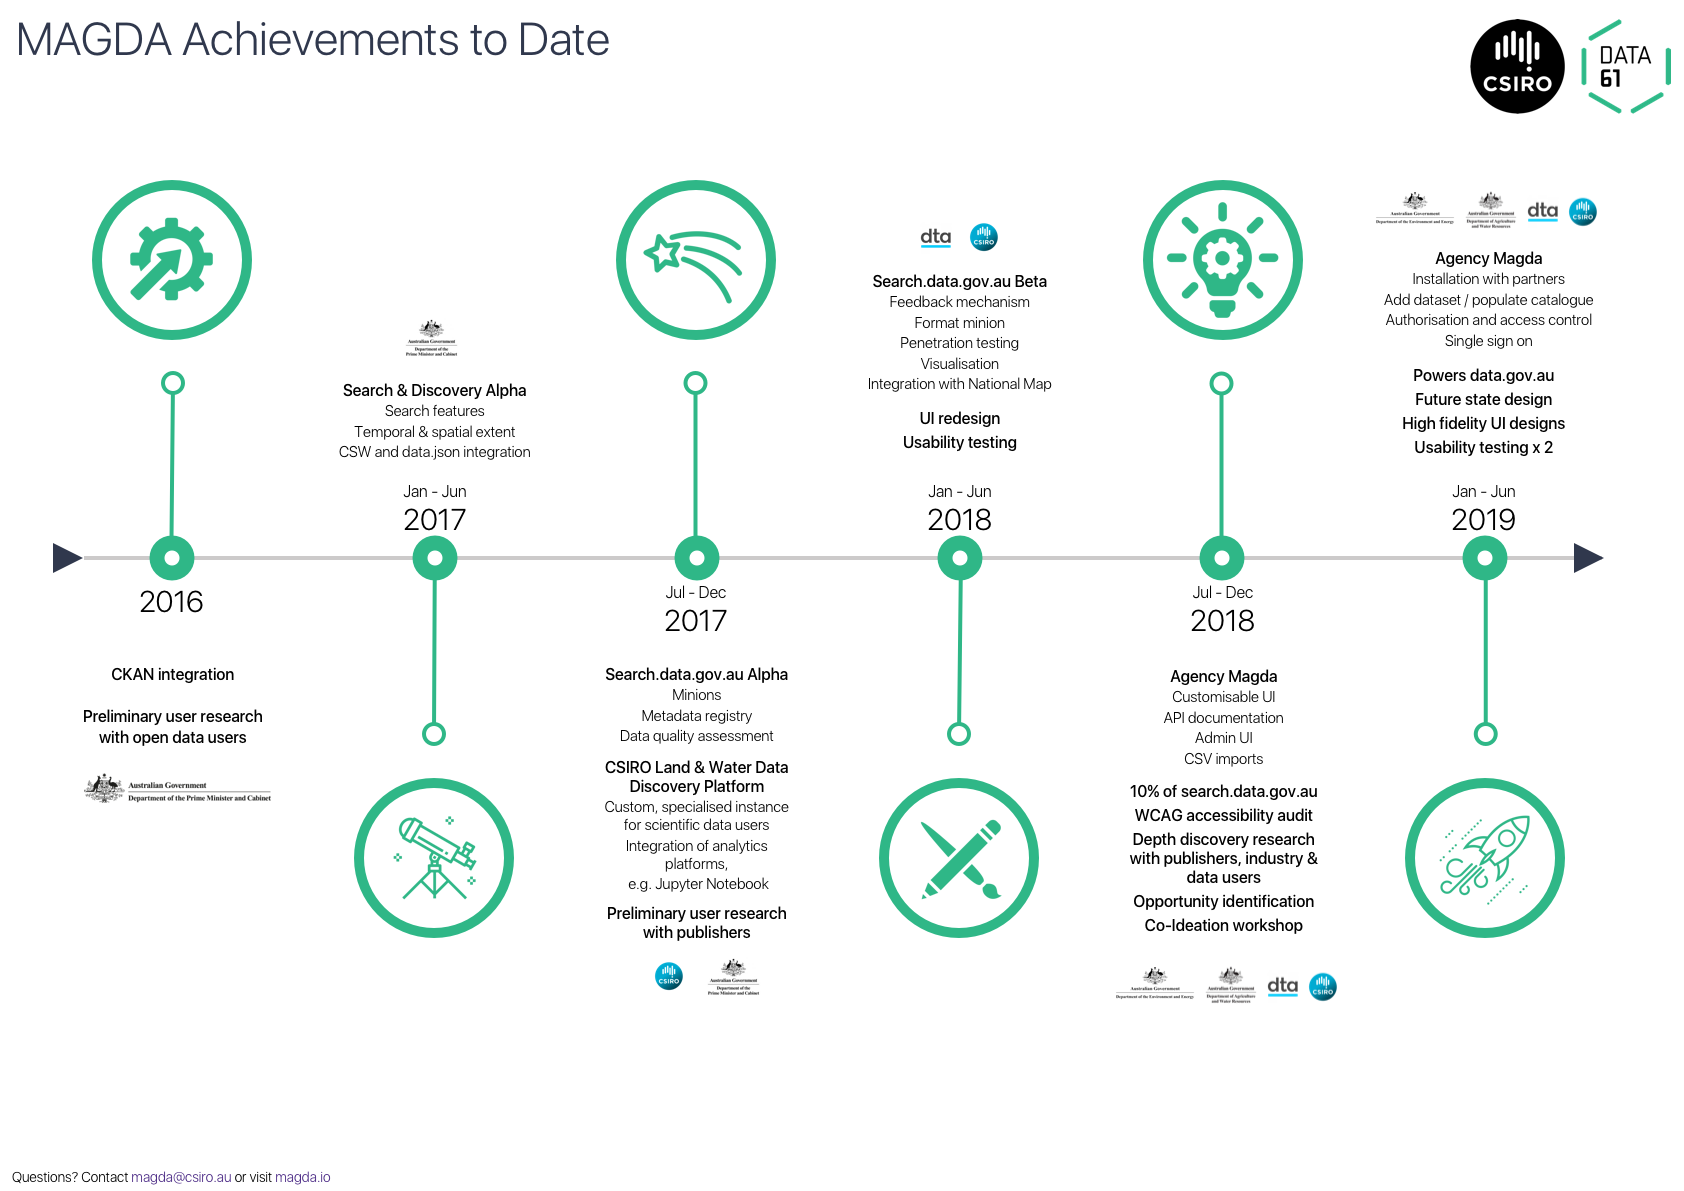 MAGDA Achievements to Date
CSIRO
DATA
61
2016
CKAN integration
Preliminary user research
with open data users
Australian Government
Department of the Prime Minister and Cabinet
Australian Government
Department of the
Prime Minister and Cabinet
Search & Discovery Alpha
Search features
Temporal & spatial extent
CSW and data.json integration
Jan - Jun
2017
Jul - Dec
2017
Search.data.gov.au Alpha
Minions
Metadata registry
Data quality assessment
CSIRO Land & Water Data
Discovery Platform
Custom, specialised instance
for scientific data users
Integration of analytics
platforms,
e.g. Jupyter Notebook
Preliminary user research
with publishers
CSIRO
Australian Government
Department of the
Prime Minister and Cabinet
dta
CSIRO
Search.data.gov.au Beta
Feedback mechanism
Format minion
Penetration testing
Visualisation
Integration with National Map
UI redesign
Usability testing
Jan - Jun
2018
Jul - Dec
2018
Agency Magda
Customisable UI
API documentation
Admin UI
CSV imports
10% of search.data.gov.au
WCAG accessibility audit
Depth discovery research
with publishers, industry &
data users
Opportunity identification
Co-Ideation workshop
Australian Government
Department of the Environment and Energy
Australian Government
Department of Agriculture
and Water Resources
dta
CSIRO
Australian Government
Department of the Environment and Energy
Australian Government
Department of Agriculture
and Water Resources
dta
CSIRO
Agency Magda
Installation with partners
Add dataset / populate catalogue
Authorisation and access control
Single sign on
Powers data.gov.au
Future state design
High fidelity UI designs
Usability testing x 2
Jan - Jun
2019
Questions? Contact magda@csiro.au or visit magda.io